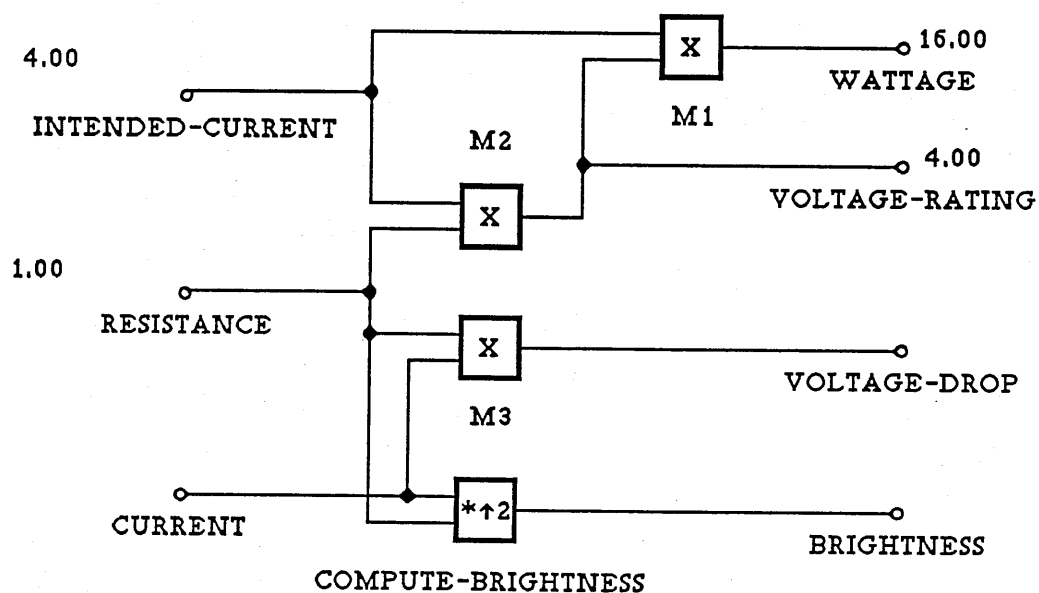 4.00
INTENDED-CURRENT
X
M1
16.00
WATTAGE
M2
X
4.00
VOLTAGE-RATING
1.00
RESISTANCE
X
M3
VOLTAGE-DROP
CURRENT
*↑2
COMPUTE-BRIGHTNESS
BRIGHTNESS